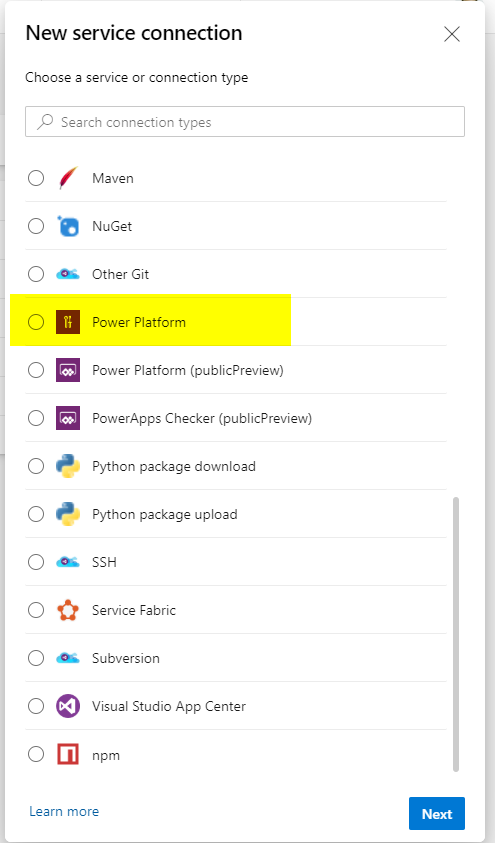 New service connection
Choose a service or connection type
Search connection types
Maven
NuGet
Other Git
Power Platform
Power Platform (publicPreview)
PowerApps Checker (publicPreview)
Python package download
Python package upload
SSH
Service Fabric
Subversion
Visual Studio App Center
npm
Learn more
Next